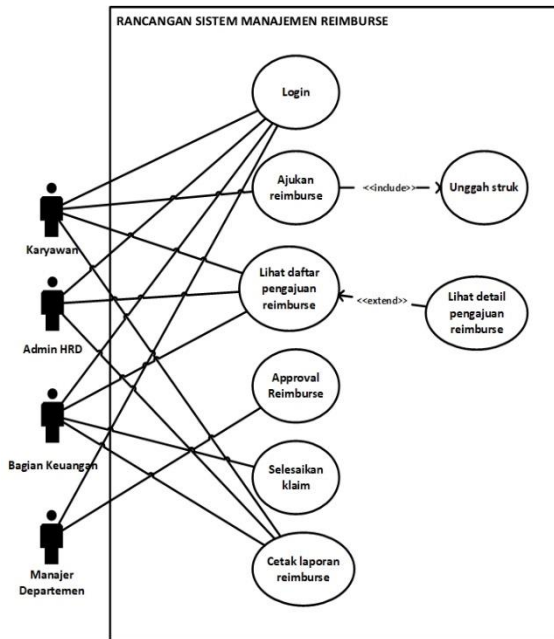 RANCANGAN SISTEM MANAJEMEN REIMBURSE
Login
Ajukan
reimburse
<<include>>
Unggah struk
Karyawan
Lihat daftar
pengajuan
reimburse
<<extend>>
Lihat detail
pengajuan
reimburse
Admin HRD
Approval
Reimburse
Bagian Keuangan
Selesaikan
klaim
Cetak laporan
reimburse
Manajer
Departemen